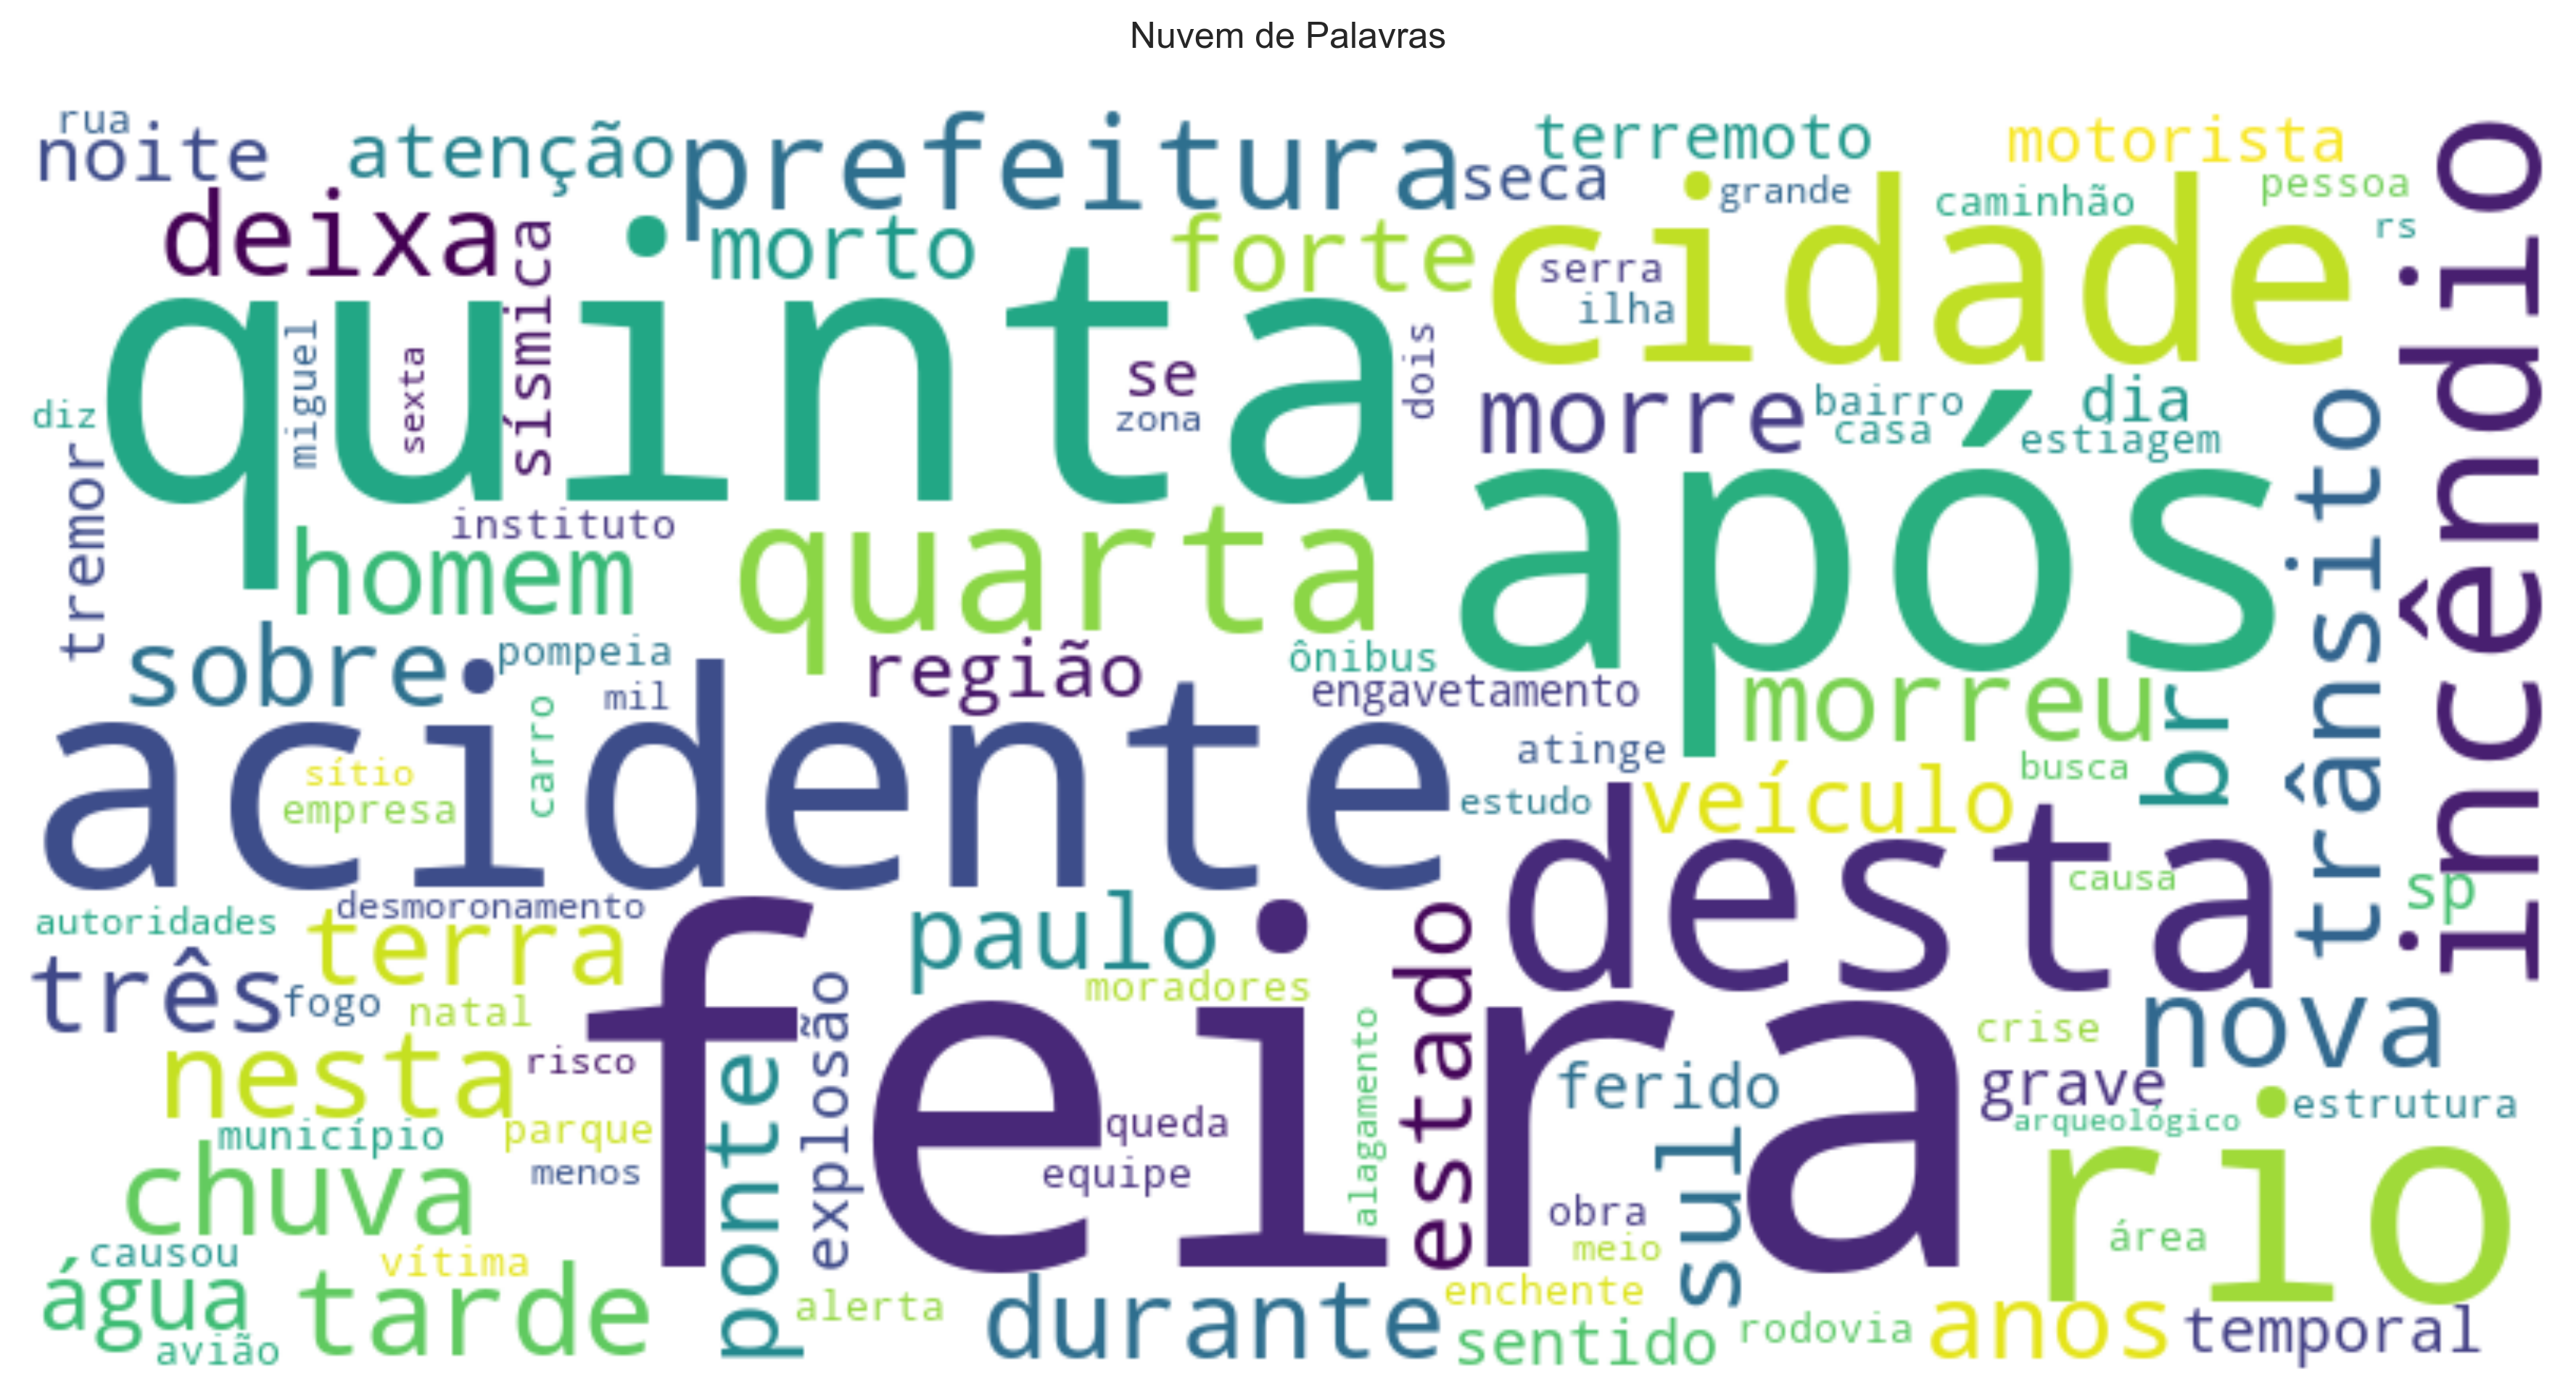 Nuvem de Palavras
rua
noite
atenção
prefeitura
terremoto
motorista
seca
grande
caminhão
pessoa
rs
deixa
sísmica
morto
forte
serra
ilha
cidade
incêndio
quinta
miguel
sexta
se
zona
dois
diz
morre
bairro
casa
dia
estiagem
trânsito
tremor
instituto
homem
quarta
após
sobre
pompeia
mil
região
ônibus
engavetamento
morreu
br
acidente
carro
sítio
empresa
atinge
estudo
veículo
busca
desta
causa
sp
autoridades
desmoronamento
terra
paulo
moradores
estado
três
fogo
natal
feira
explosão
alagamento
nova
crise
nesta
risco
ponte
ferido
grave
arqueológico
estrutura
município
parque
menos
queda
equipe
sul
obra
meio
rio
área
chuva
causou
vítima
água
avião
tarde
alerta
durante
enchente
sentido
rodovia
anos
temporal